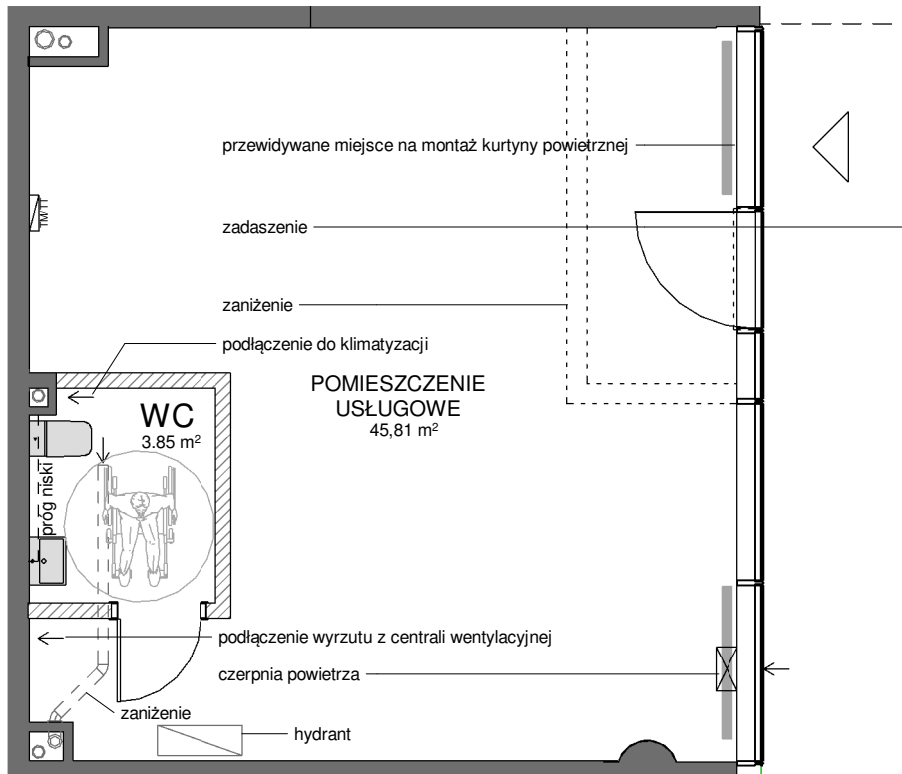 przewidywane miejsce na montaż kurtyny powietrznej
zadaszenie
zaniżenie
podłączenie do klimatyzacji
POMIESZCZENIE
USŁUGOWE
45,81 m²
WC
3.85 m²
próg niski
podłączenie wyrzutu z centrali wentylacyjnej
czerpnia powietrza
zaniżenie
hydrant